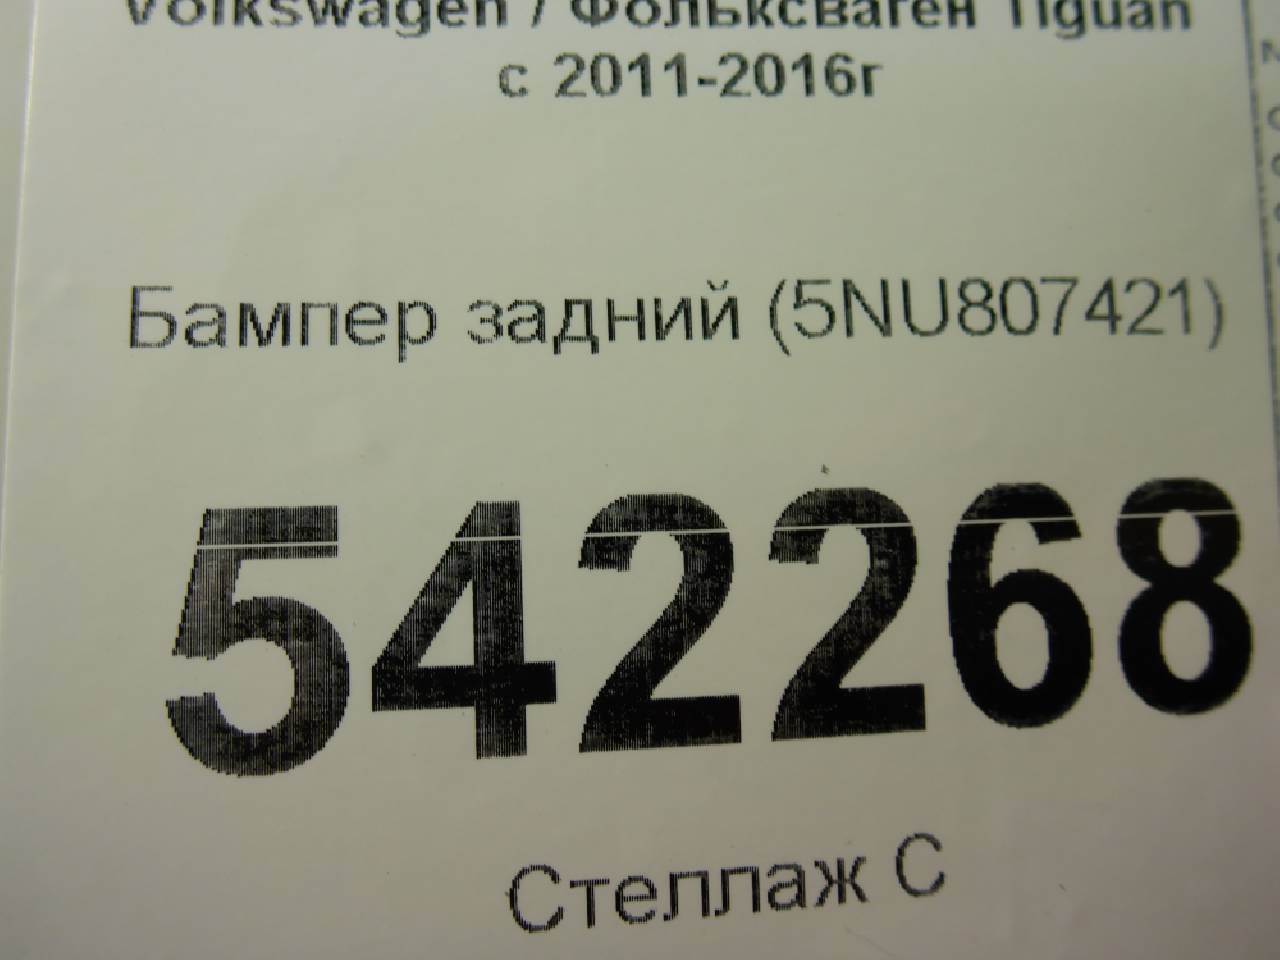 Volkswagen / Фольксваген Tiguan
с 2011-2016г
Бампер задний (5NU807421)
542268
Стеллаж С